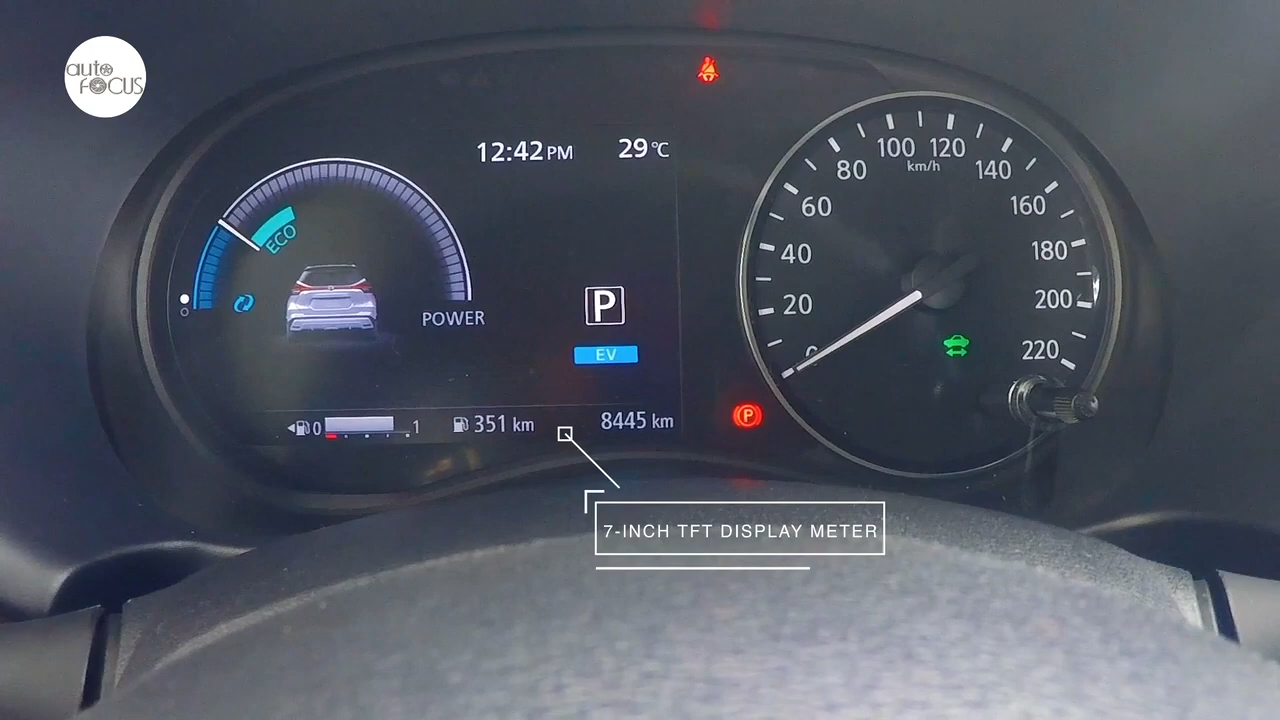 auto
FOCUS
12:42 PM 29°C
ECO
POWER
P
EV
0 1 351 km 8445 km
0
20
40
60
80
100
120
140
160
180
200
220
km/h
P
7-INCH TFT DISPLAY METER